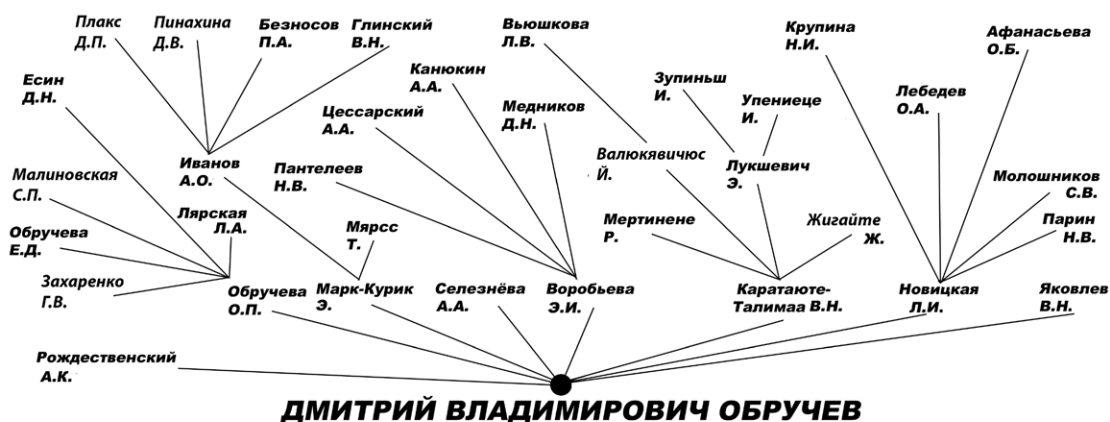 Плакс
Д.П.
Пинахина
Д.В.
Безносов
П.А.
Глинский
В.Н.
Вьюшкова
Л.В.
Крупина
Н.И.
Афанасьева
О.Б.
Есин
Д.Н.
Канюкин
А.А.
Зупиньш
И.
Упениеце
И.
Лебедев
О.А.
Цессарский
А.А.
Медников
Д.Н.
Иванов
А.О.
Пантелеев
Н.В.
Валюкявичюс
Й.
Лукшевич
Э.
Малиновская
С.П.
Молошников
С.В.
Лярская
Л.А.
Мярсс
Т.
Мертинене
Р.
Жигайте
Ж.
Парин
Н.В.
Обручева
Е.Д.
Захаренко
Г.В.
Обручева
О.П.
Марк-Курик
Э.
Селезнёва
А.А.
Воробьева
Э.И.
Каратаюте-
Талимаа В.Н.
Новицкая
Л.И.
Яковлев
В.Н.
Рождественский
А.К.
ДМИТРИЙ ВЛАДИМИРОВИЧ ОБРУЧЕВ